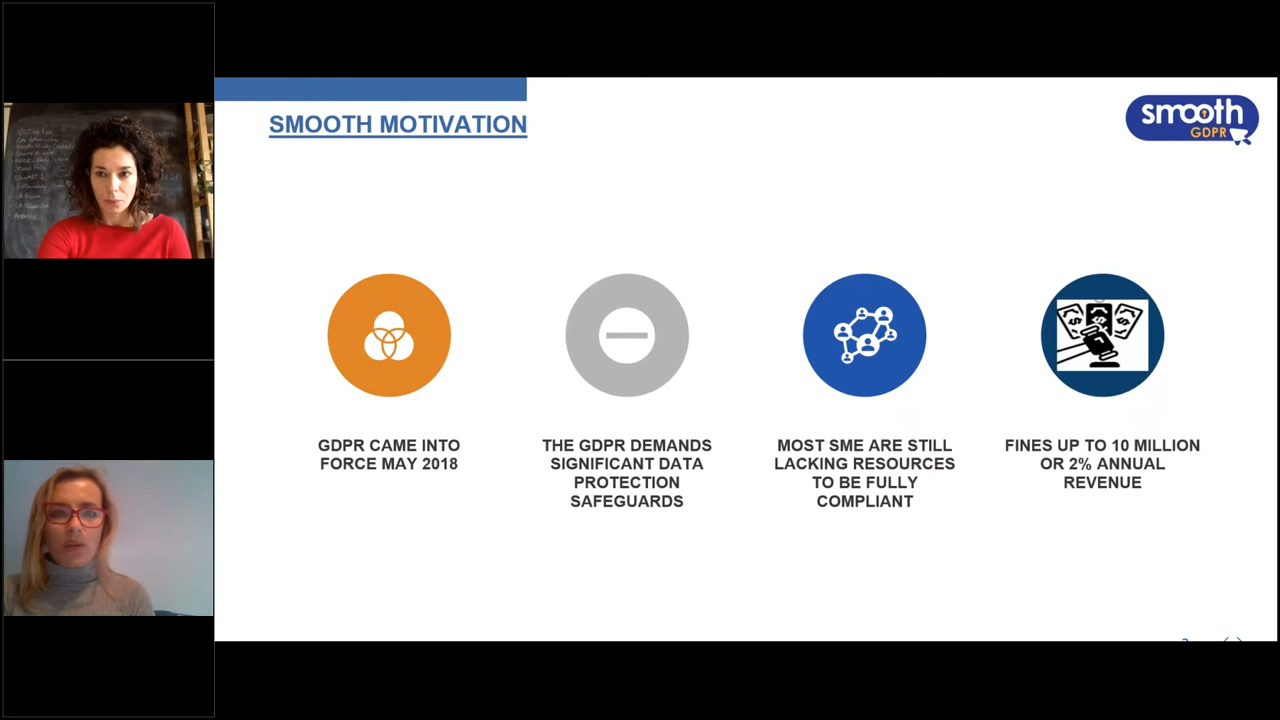 SMOOTH MOTIVATION
smooth
GDPR
GDPR CAME INTO
FORCE MAY 2018
THE GDPR DEMANDS
SIGNIFICANT DATA
PROTECTION
SAFEGUARDS
MOST SME ARE STILL
LACKING RESOURCES
TO BE FULLY
COMPLIANT
FINES UP TO 10 MILLION
OR 2% ANNUAL
REVENUE